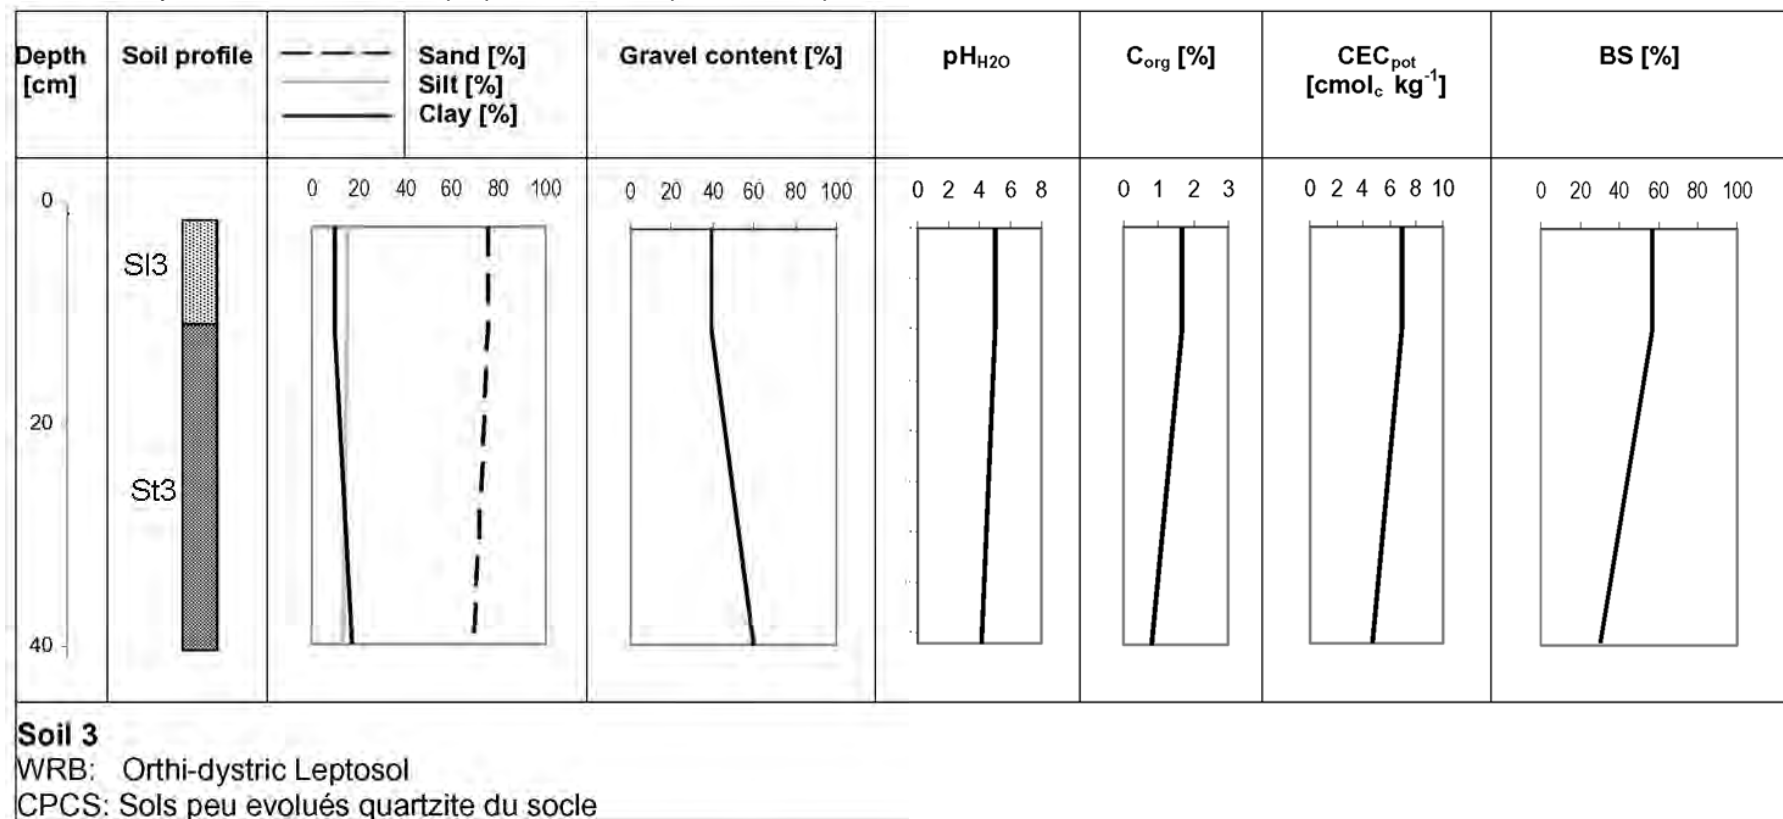 Depth
[cm]
Soil profile
Sand [%]
Silt [%]
Clay [%]
Gravel content [%]
pHH2O
Corg [%]
CECpot
[cmolc kg-1]
BS [%]
0 20 40 60 80 100
0 20 40 60 80 100
0 2 4 6 8
0 1 2 3
0 2 4 6 8 10
0 20 40 60 80 100
0
Sl3
20
St3
40
Soil 3
WRB: Orthi-dystric Leptosol
CPCS: Sols peu evolués quartzite du socle